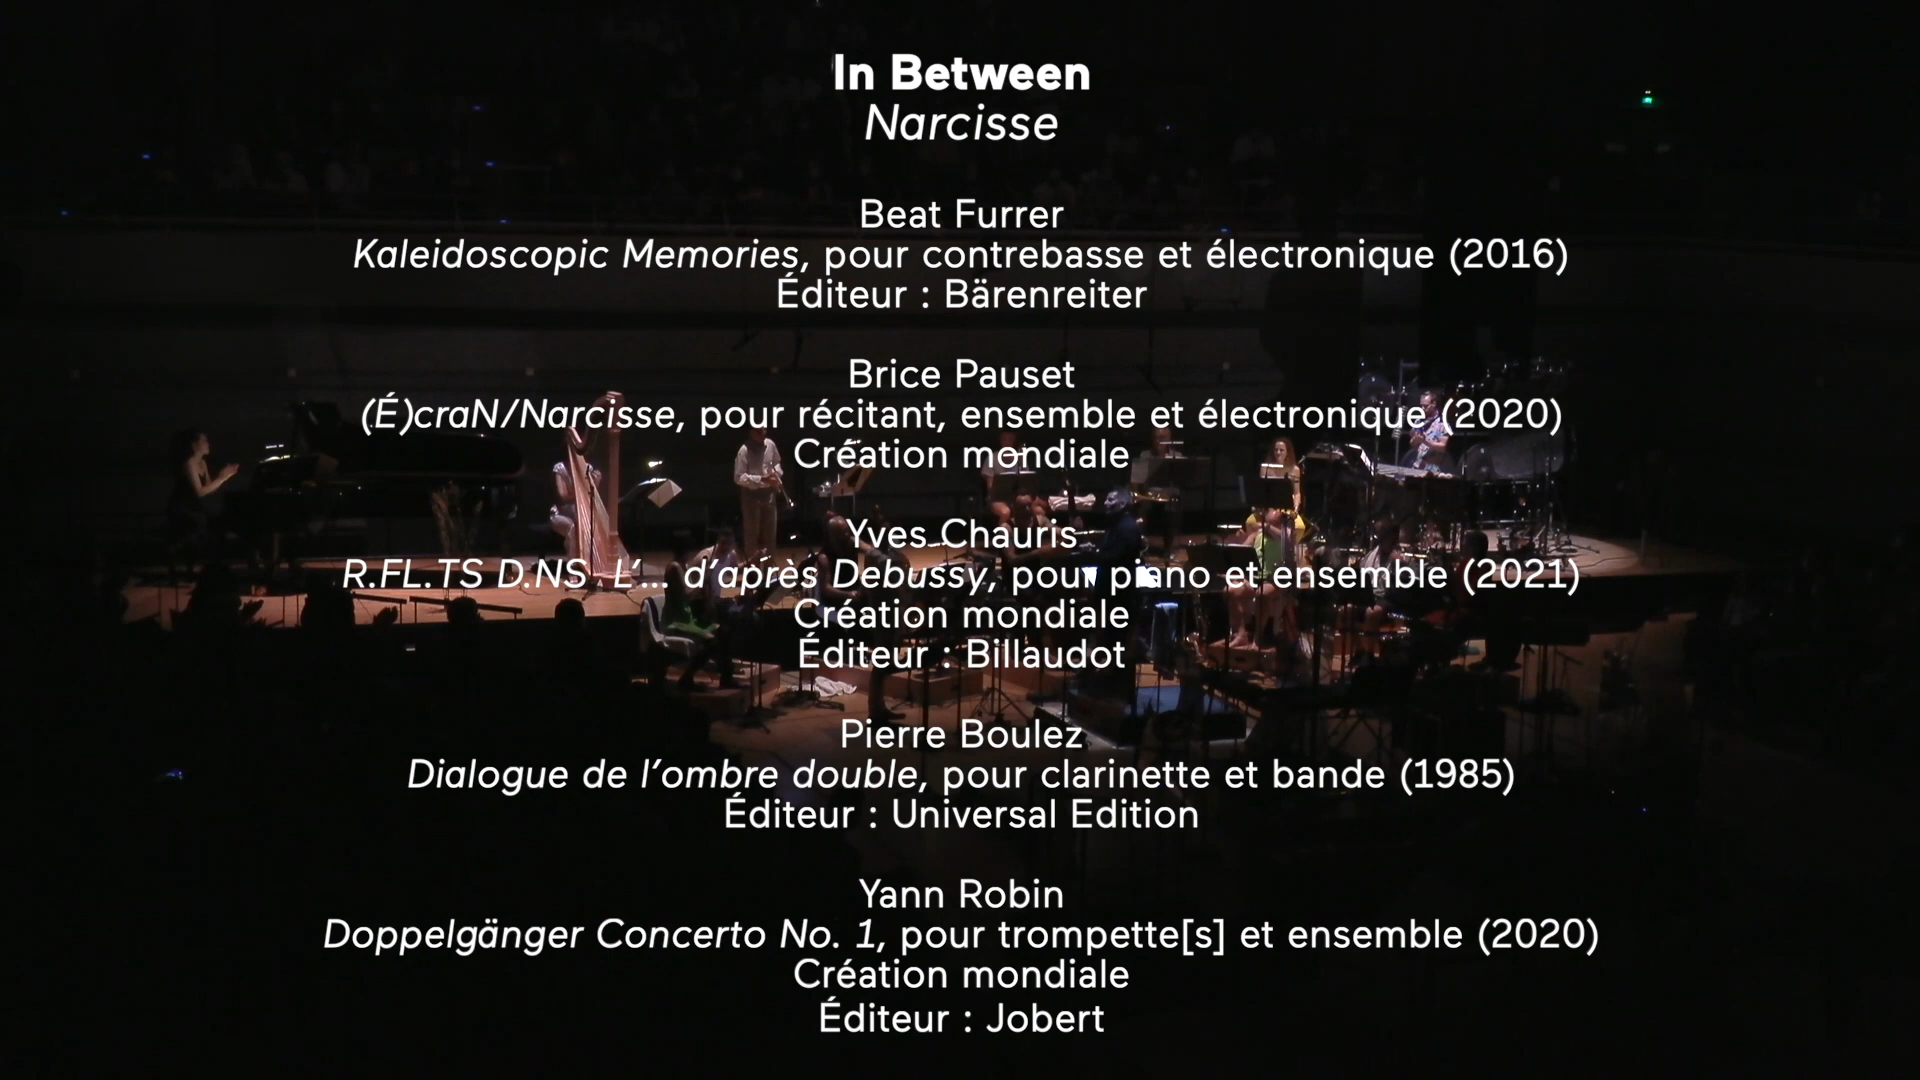 In Between
Narcisse
Beat Furrer
Kaleidoscopic Memories, pour contrebasse et électronique (2016)
Éditeur : Bärenreiter
Brice Pauset
(É)craN/Narcisse, pour récitant, ensemble et électronique (2020)
Création mondiale
Yves Chauris
R.FL.TS D.NS . L’... d’après Debussy, pour piano et ensemble (2021)
Création mondiale
Éditeur : Billaudot
Pierre Boulez
Dialogue de l’ombre double, pour clarinette et bande (1985)
Éditeur : Universal Edition
Yann Robin
Doppelgänger Concerto No. 1, pour trompette[s] et ensemble (2020)
Création mondiale
Éditeur : Jobert